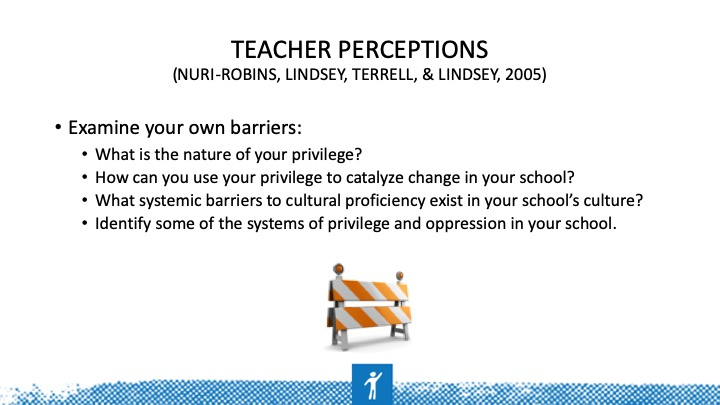 TEACHER PERCEPTIONS
(NURI-ROBINS, LINDSEY, TERRELL, & LINDSEY, 2005)
• Examine your own barriers:
• What is the nature of your privilege?
• How can you use your privilege to catalyze change in your school?
• What systemic barriers to cultural proficiency exist in your school’s culture?
• Identify some of the systems of privilege and oppression in your school.